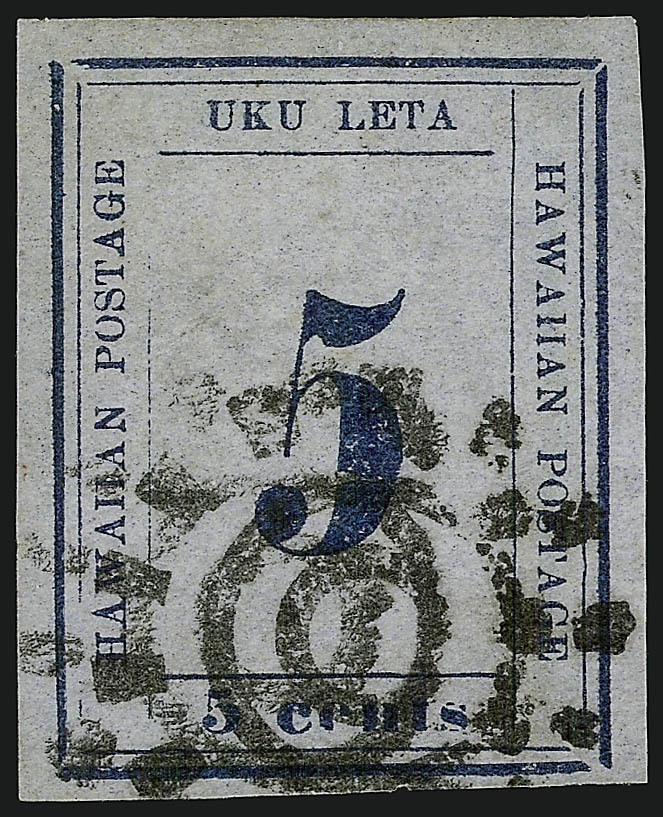 UKU LETA
HAWAIIAN POSTAGE
5
HAWAIIAN POSTAGE
5 cents